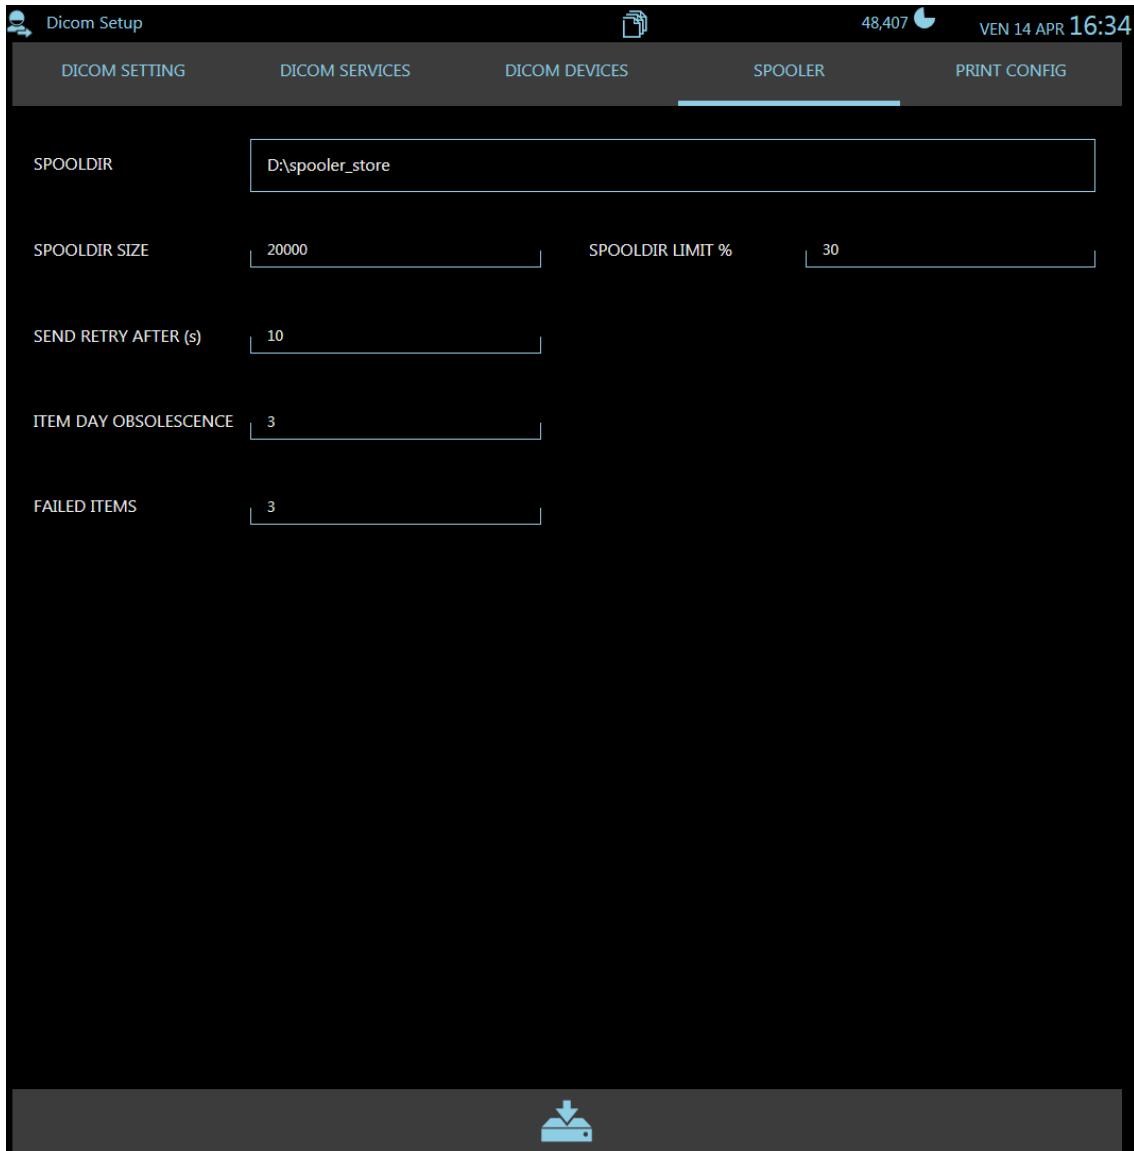 Dicom Setup 48,407 VEN 14 APR 16:34
DICOM SETTING DICOM SERVICES DICOM DEVICES SPOOLER PRINT CONFIG
SPOOLDIR D:\spooler_store
SPOOLDIR SIZE 20000 SPOOLDIR LIMIT % 30
SEND RETRY AFTER (s) 10
ITEM DAY OBSOLESCENCE 3
FAILED ITEMS 3